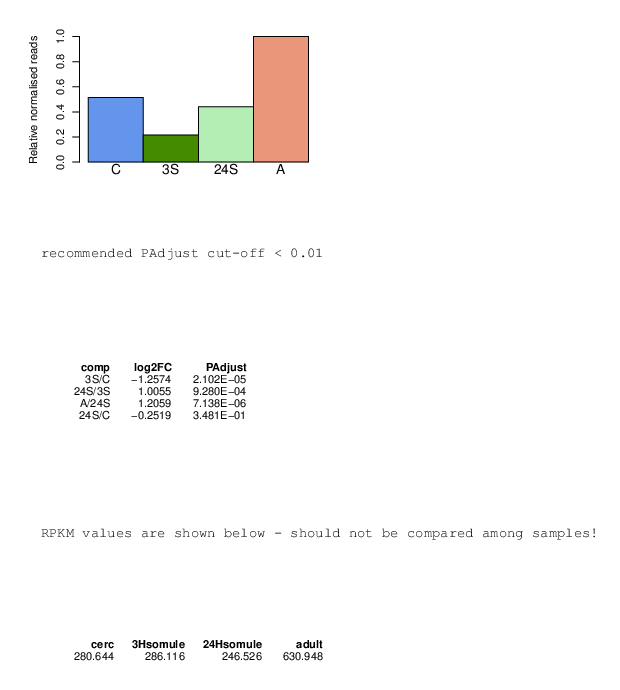 Relative normalised reads
1.0
0.8
0.6
0.4
0.2
0.0
C 3S 24S A
recommended PAdjust cut-off < 0.01
comp log2FC PAdjust
3S/C −1.2574 2.102E−05
24S/3S 1.0055 9.280E−04
A/24S 1.2059 7.138E−06
24S/C −0.2519 3.481E−01
RPKM values are shown below - should not be compared among samples!
cerc 3Hsomule 24Hsomule adult
280.644 286.116 246.526 630.948